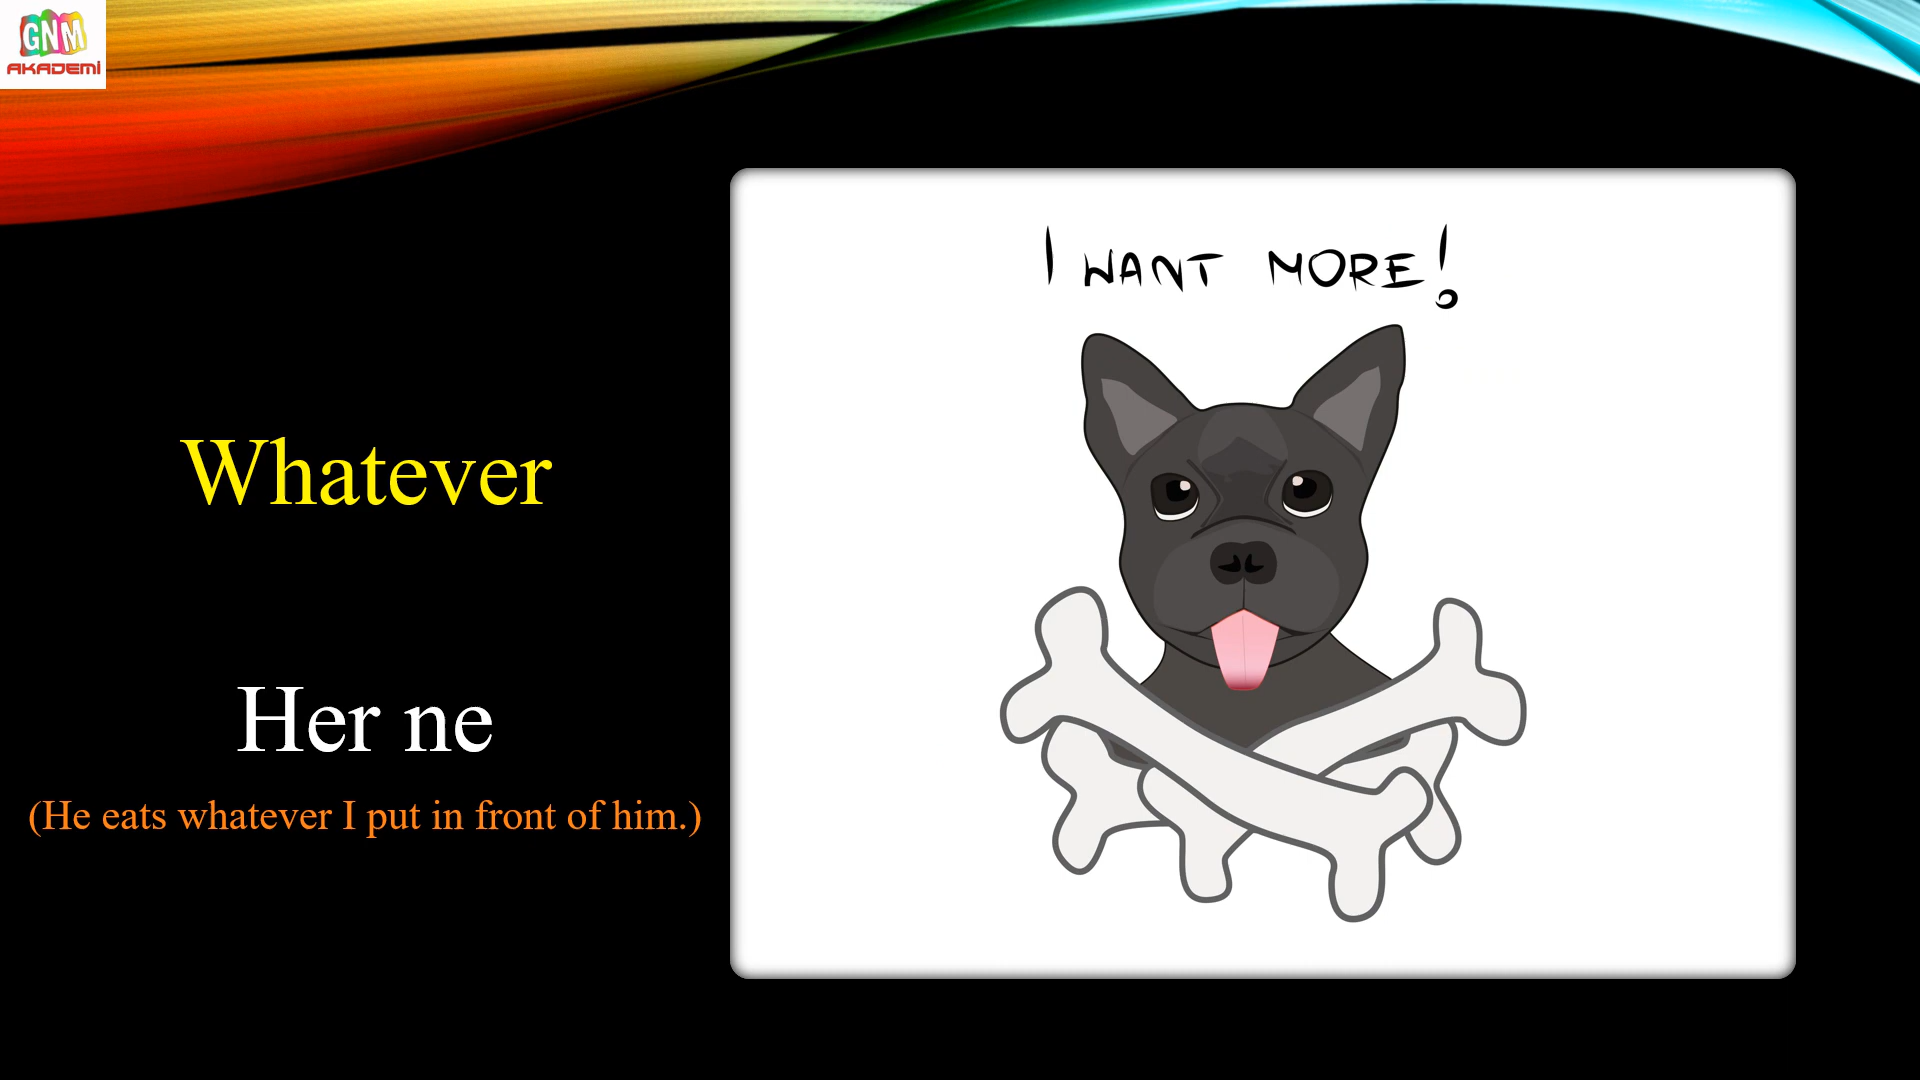 GNM
AKADEMİ
I WANT MORE!
Whatever
Her ne
(He eats whatever I put in front of him.)